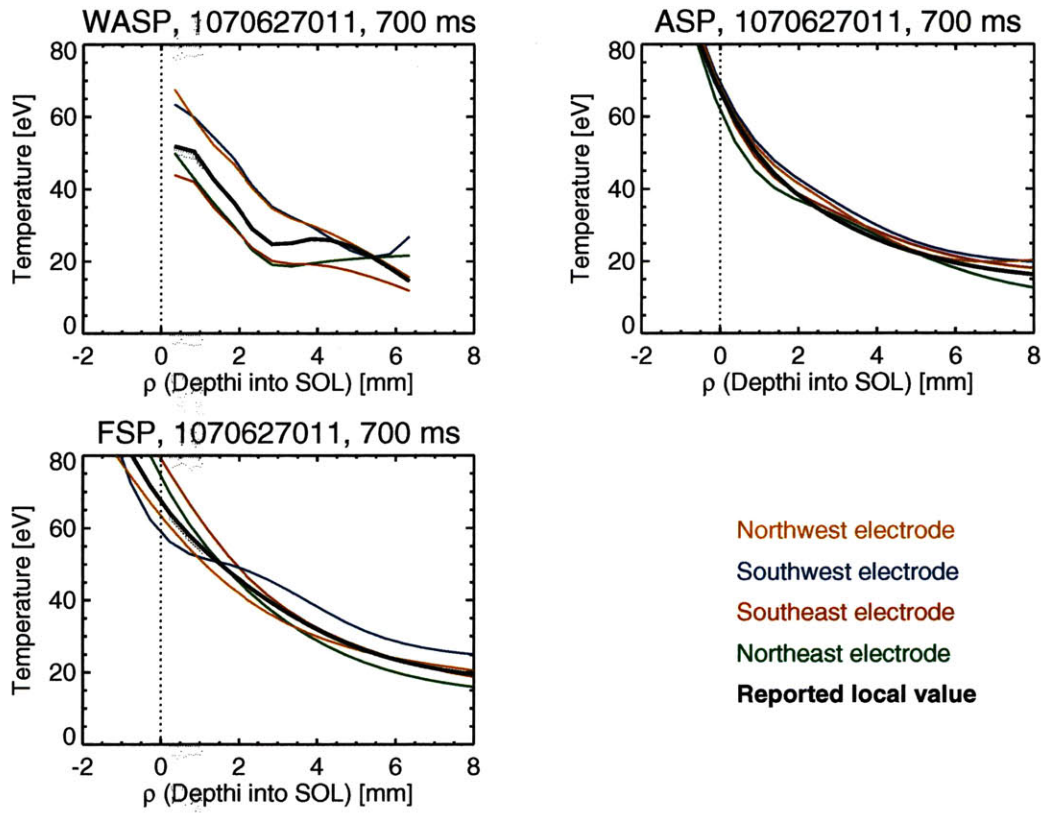 WASP, 1070627011, 700 ms
80
60
40
20
0
Temperature [eV]
-2 0 2 4 6 8
ρ (Depthi into SOL) [mm]
ASP, 1070627011, 700 ms
80
60
40
20
0
Temperature [eV]
-2 0 2 4 6 8
ρ (Depthi into SOL) [mm]
FSP, 1070627011, 700 ms
80
60
40
20
0
Temperature [eV]
-2 0 2 4 6 8
ρ (Depthi into SOL) [mm]
Northwest electrode
Southwest electrode
Southeast electrode
Northeast electrode
Reported local value